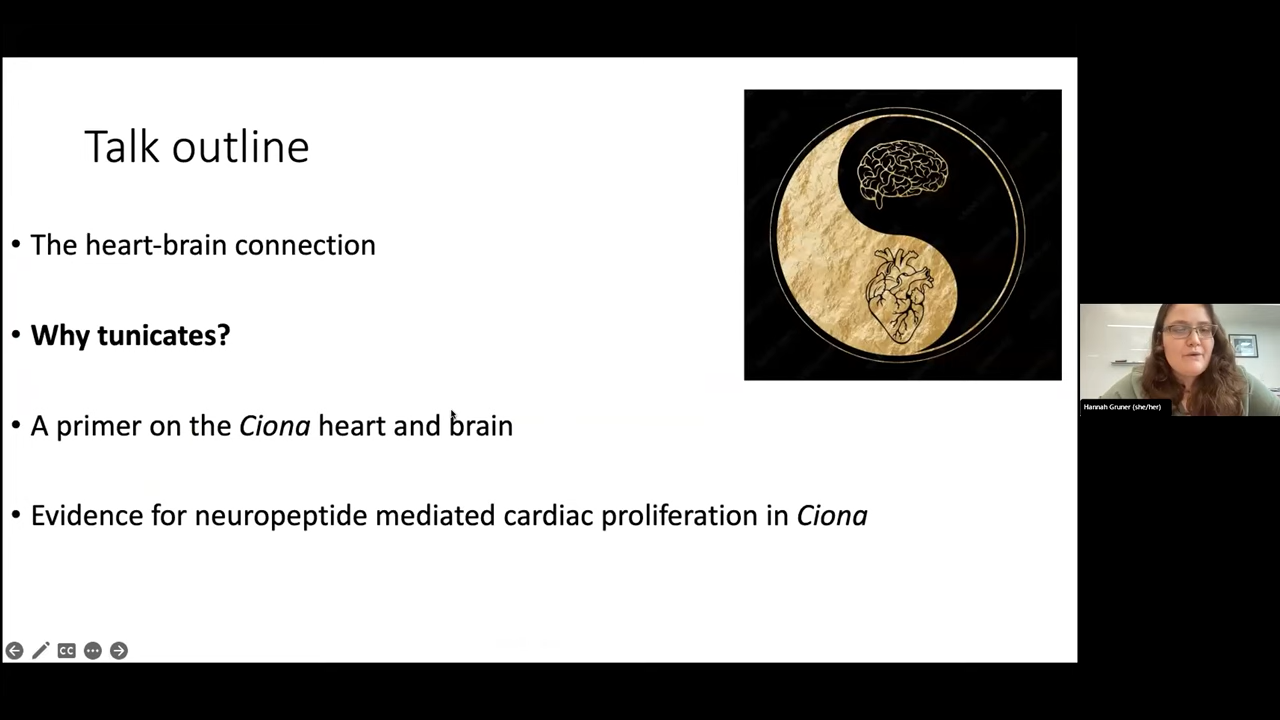 Talk outline
• The heart-brain connection
• Why tunicates?
• A primer on the Ciona heart and brain
• Evidence for neuropeptide mediated cardiac proliferation in Ciona
Hannah Gruner (she/her)
CC